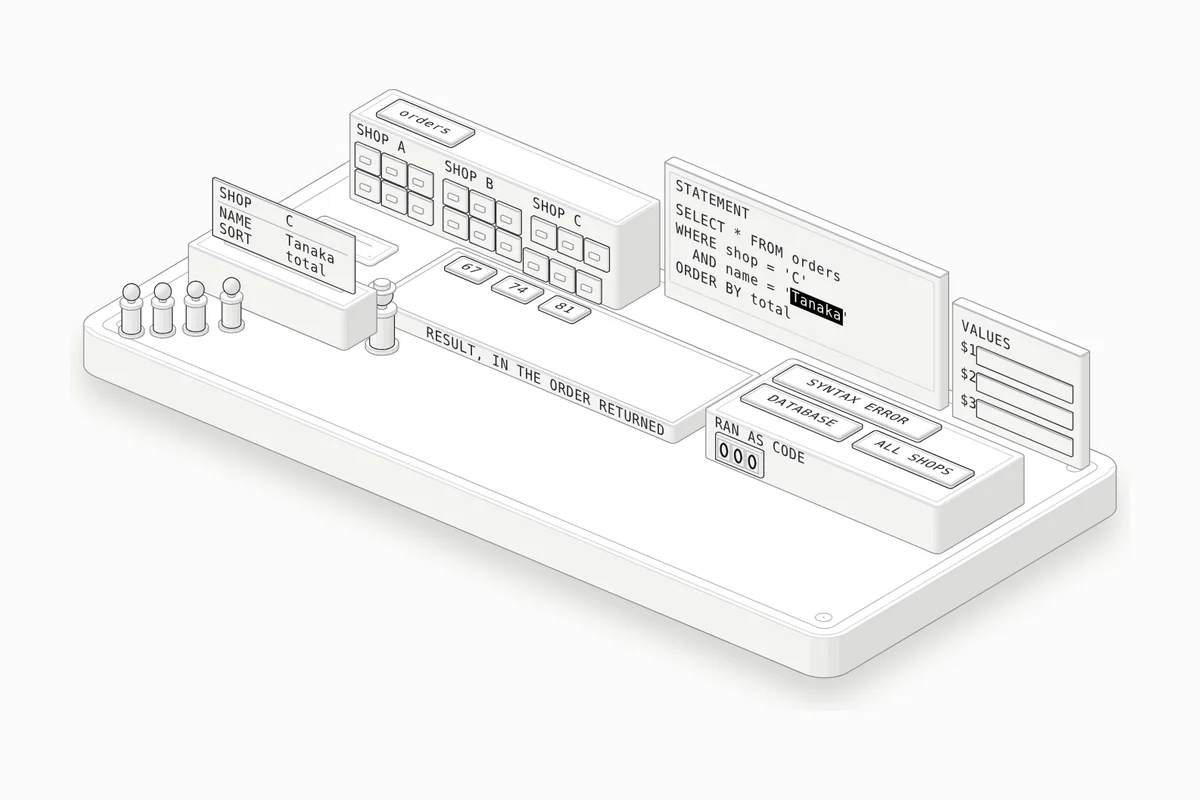 orders
SHOP A
SHOP B
SHOP C
SHOP C
NAME Tanaka
SORT total
67
74
81
RESULT, IN THE ORDER RETURNED
STATEMENT
SELECT * FROM orders
WHERE shop = 'C'
AND name = 'Tanaka'
ORDER BY total
VALUES
$1
$2
$3
SYNTAX ERROR
DATABASE
ALL SHOPS
RAN AS CODE
000